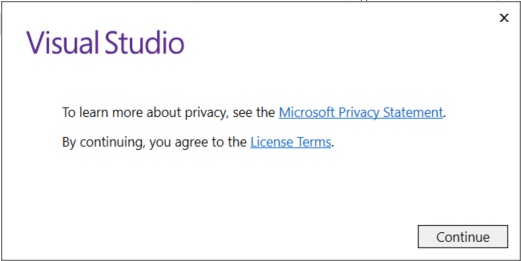 Visual Studio
To learn more about privacy, see the Microsoft Privacy Statement.
By continuing, you agree to the License Terms.
Continue